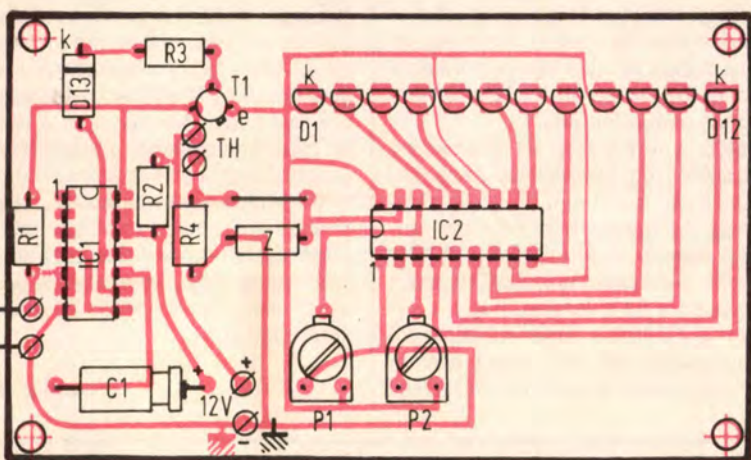 k
R3
D13
T1
e
k
D1
D12
TH
1
R2
R1
IC1
R4
Z
IC2
1
C1
+
12V
+
-
P1
P2